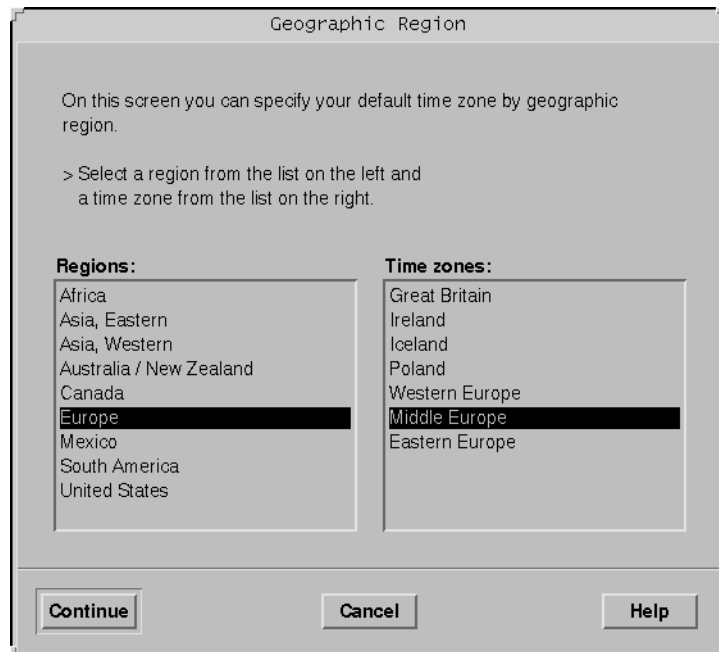 Geographic Region
On this screen you can specify your default time zone by geographic
region.
> Select a region from the list on the left and
a time zone from the list on the right.
Regions:
Africa
Asia, Eastern
Asia, Western
Australia / New Zealand
Canada
Europe
Mexico
South America
United States
Time zones:
Great Britain
Ireland
Iceland
Poland
Western Europe
Middle Europe
Eastern Europe
Continue
Cancel
Help